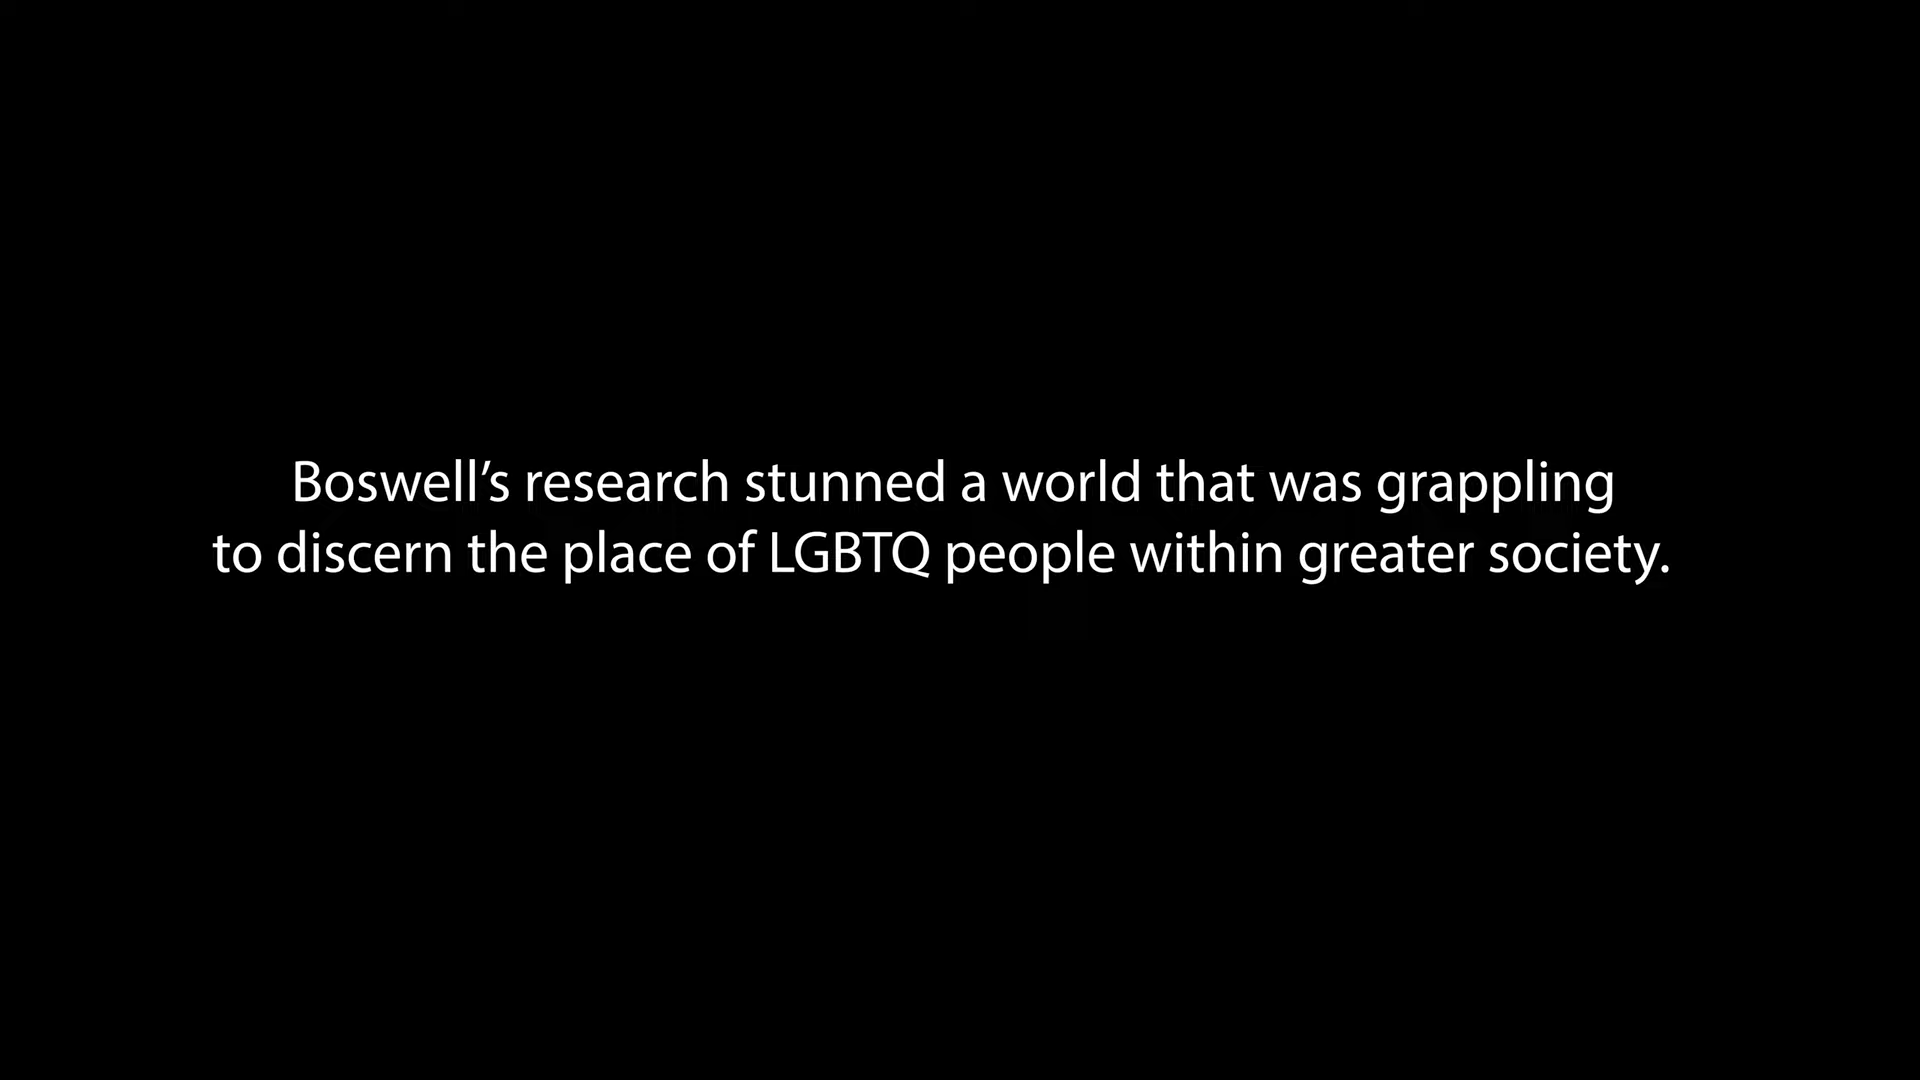 Boswell’s research stunned a world that was grappling
to discern the place of LGBTQ people within greater society.